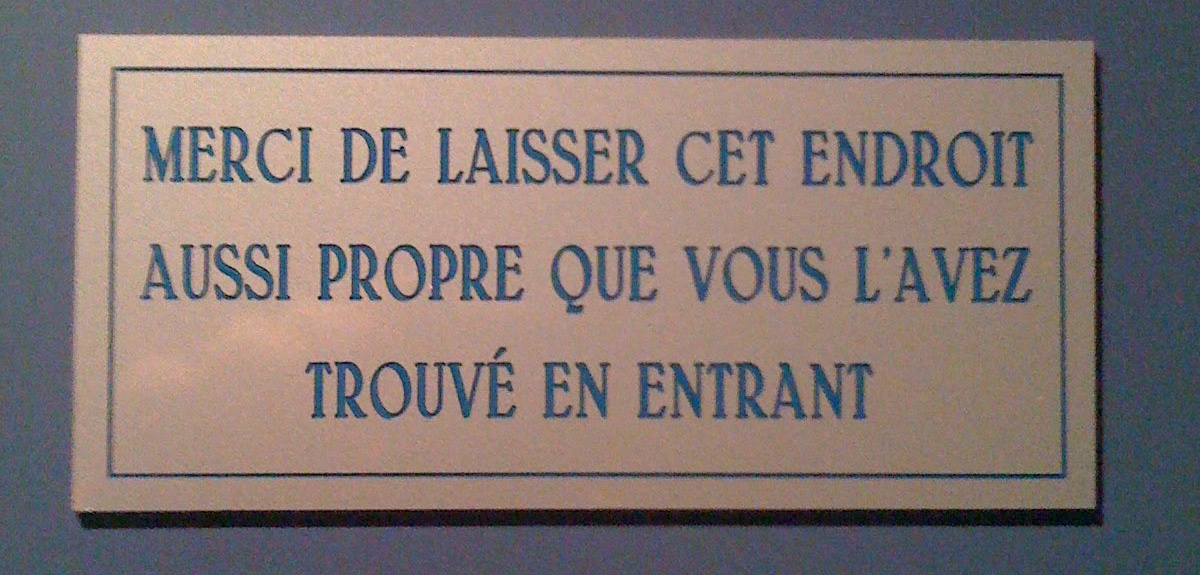 MERCI DE LAISSER CET ENDROIT
AUSSI PROPRE QUE VOUS L'AVEZ
TROUVÉ EN ENTRANT